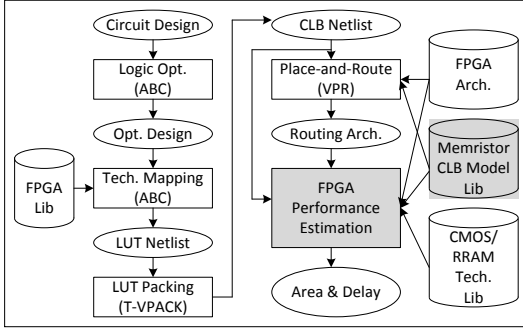 Circuit Design
Logic Opt.
(ABC)
Opt. Design
FPGA
Lib
Tech. Mapping
(ABC)
LUT Netlist
LUT Packing
(T-VPACK)
CLB Netlist
Place-and-Route
(VPR)
Routing Arch.
FPGA
Performance
Estimation
Area & Delay
FPGA
Arch.
Memristor
CLB Model
Lib
CMOS/
RRAM
Tech.
Lib